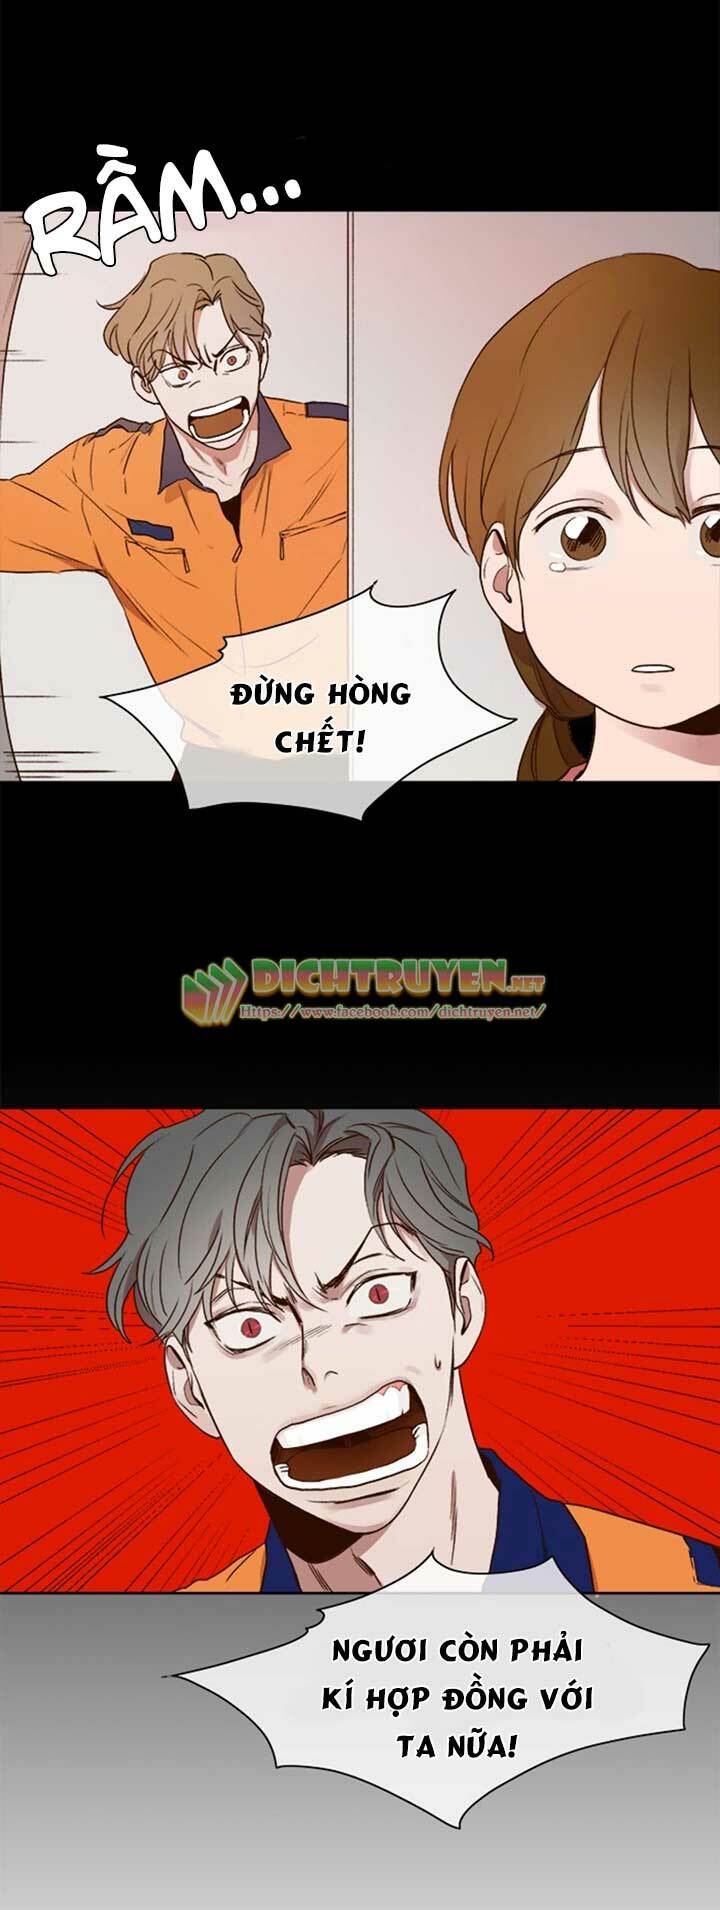 RẦM...
ĐỪNG HÒNG
CHẾT!
DICHTRUYEN.NET
Https://www.facebook.com/dichtruyen.net/
NGƯƠI CÒN PHẢI
KÍ HỢP ĐỒNG VỚI
TA NỮA!